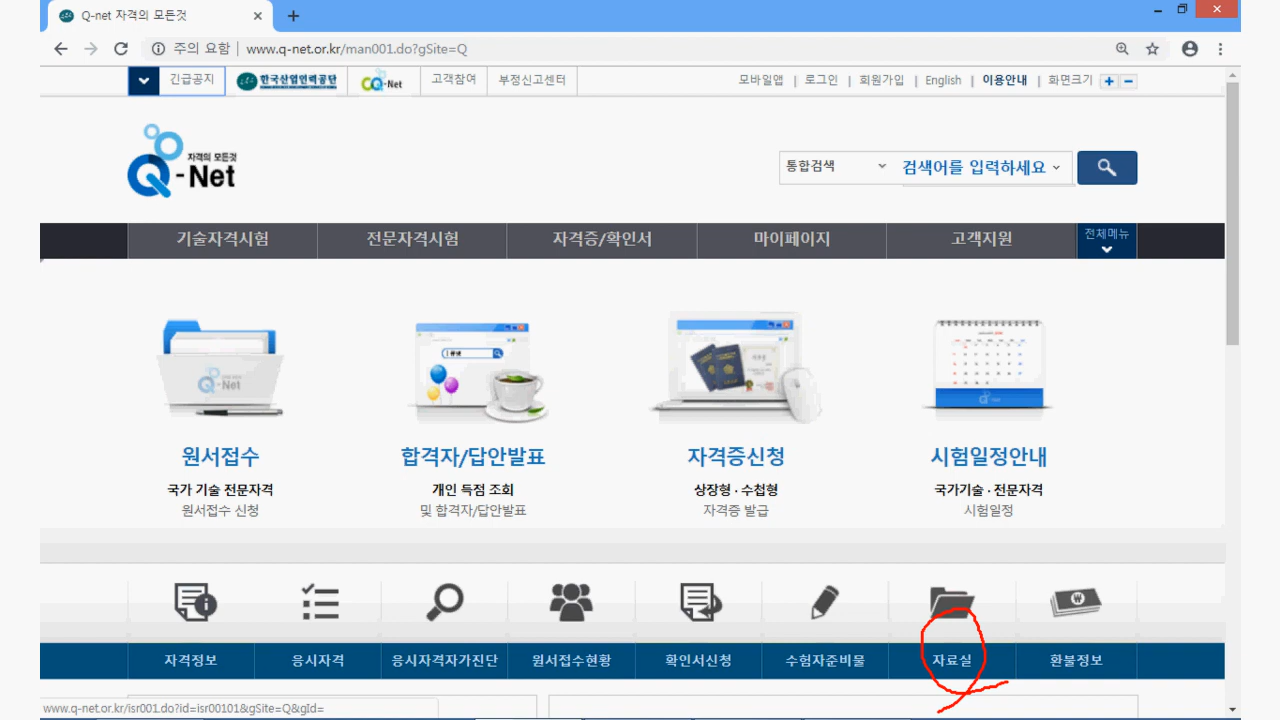 Q-net 자격의 모든것
주의 요함 | www.q-net.or.kr/man001.do?gSite=Q
긴급공지 한국산업인력공단 CQ-Net 고객참여 부정신고센터 모바일앱 | 로그인 | 회원가입 | English | 이용안내 | 화면크기
자격의 모든것
Q-Net
통합검색 검색어를 입력하세요
기술자격시험 전문자격시험 자격증/확인서 마이페이지 고객지원 전체메뉴
Q-Net
큐넷
원서접수 합격자/답안발표 자격증신청 시험일정안내
국가 기술 전문자격 개인 득점 조회 상장형 · 수첩형 국가기술 · 전문자격
원서접수 신청 및 합격자/답안발표 자격증 발급 시험일정
자격정보 응시자격 응시자격자가진단 원서접수현황 확인서신청 수험자준비물 자료실 환불정보
www.q-net.or.kr/isr001.do?id=isr00101&gSite=Q&gId=